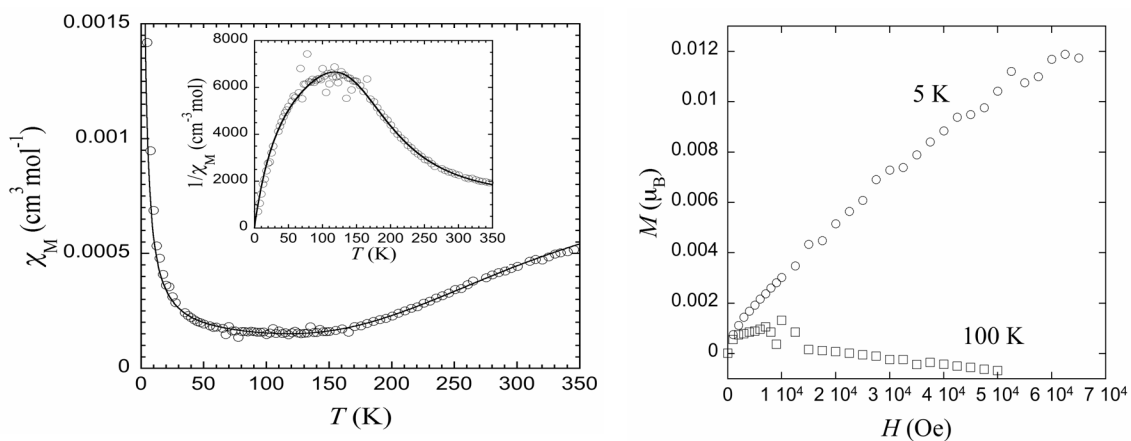 0.0015
0.001
0.0005
0
χM (cm3 mol-1)
0 50 100 150 200 250 300 350
T (K)
8000
6000
4000
2000
0
1/χM (cm-3mol)
0 50 100 150 200 250 300 350
T (K)
0.012
0.01
0.008
0.006
0.004
0.002
0
M (μB)
5 K
100 K
0 1 10⁴ 2 10⁴ 3 10⁴ 4 10⁴ 5 10⁴ 6 10⁴ 7 10⁴
H (Oe)